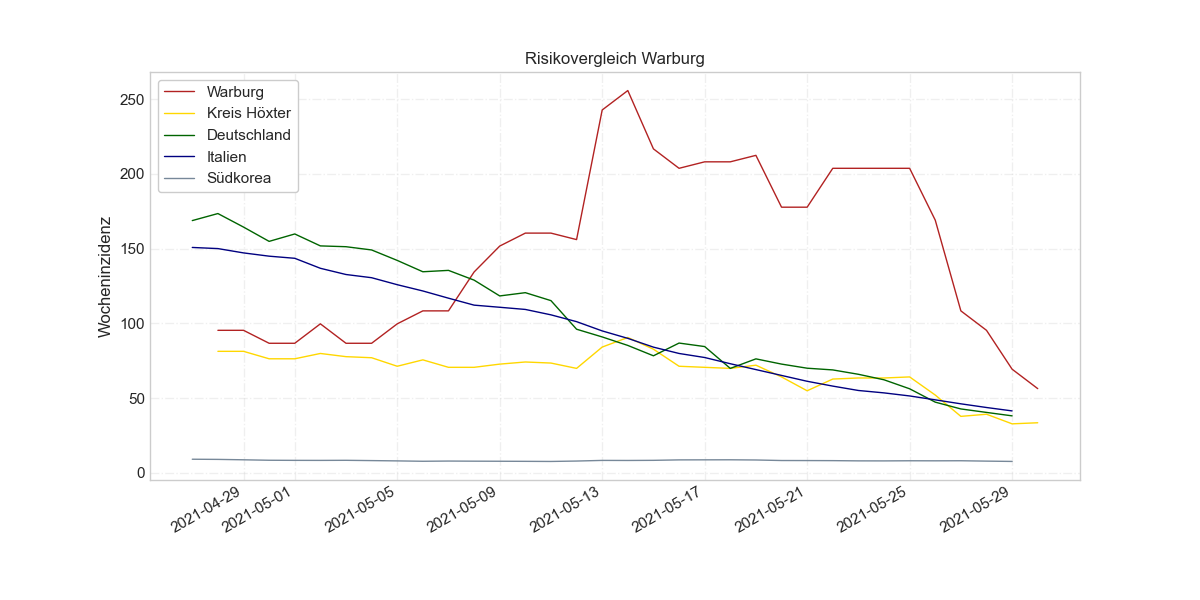 Risikovergleich Warburg
Warburg
Kreis Höxter
Deutschland
Italien
Südkorea
Wocheninzidenz
250
200
150
100
50
0
2021-04-29
2021-05-01
2021-05-05
2021-05-09
2021-05-13
2021-05-17
2021-05-21
2021-05-25
2021-05-29